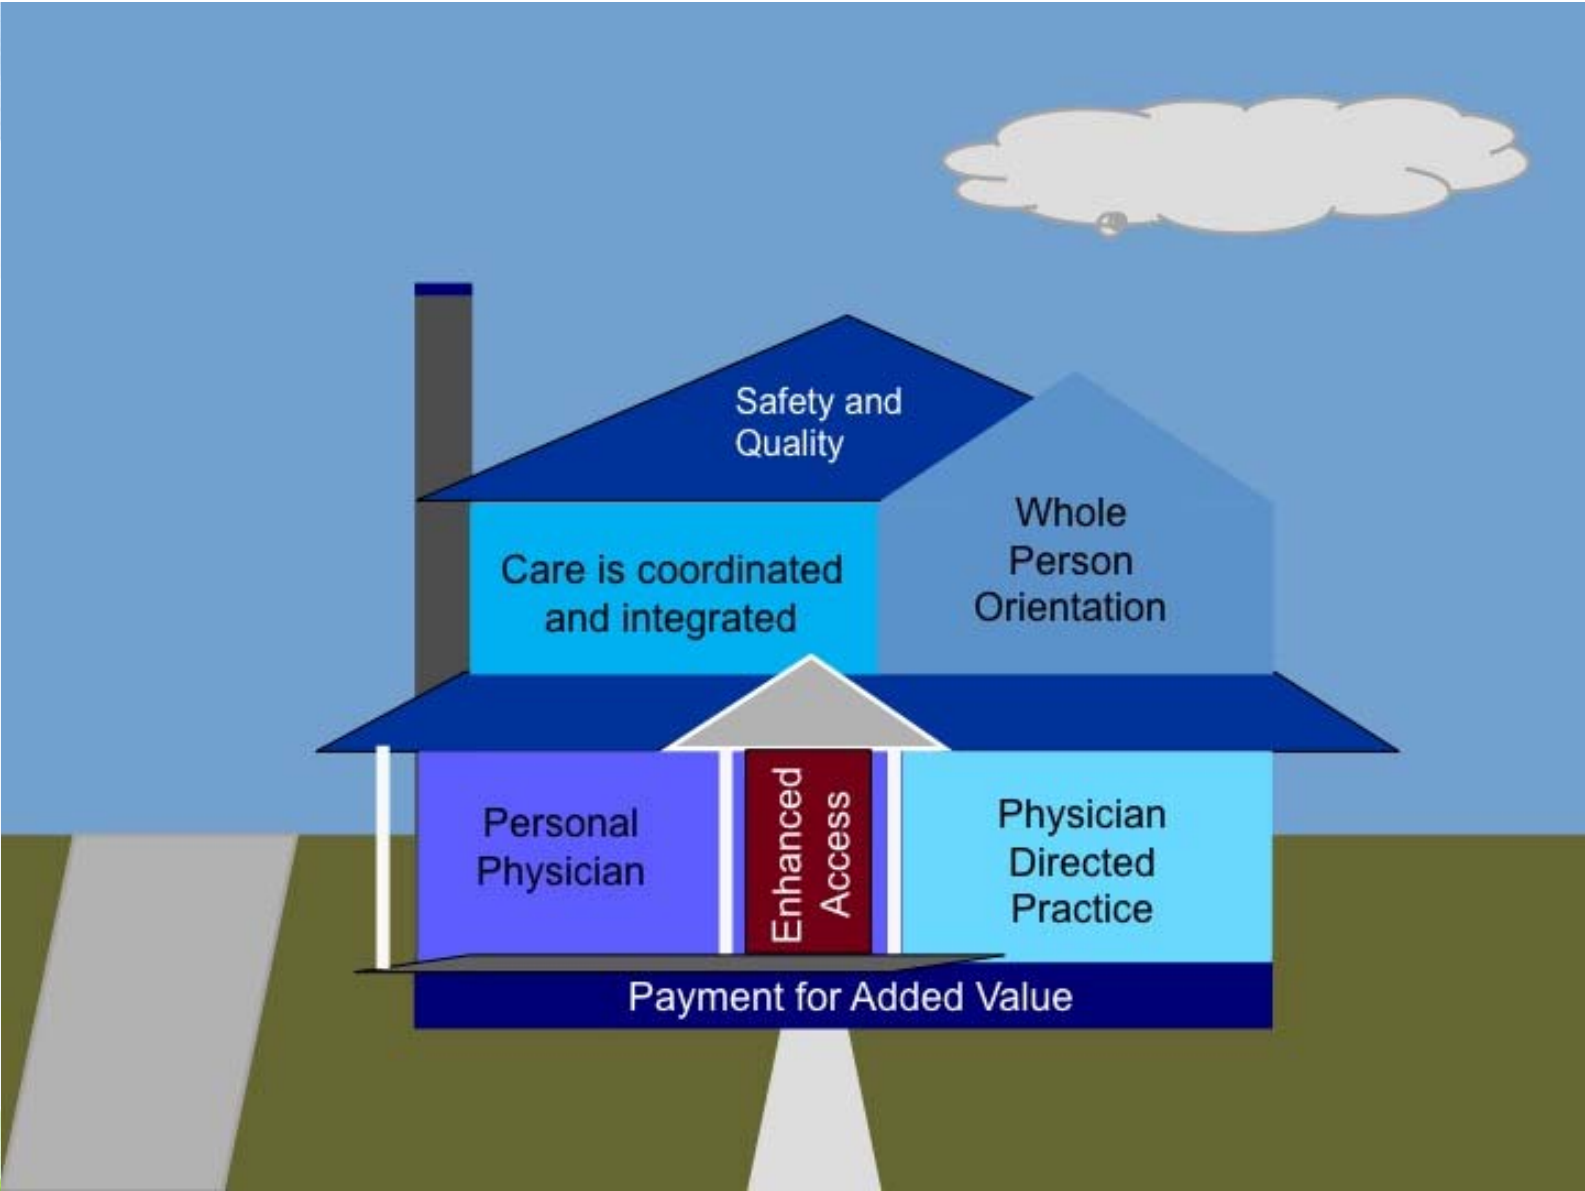 Safety and
Quality
Care is coordinated
and integrated
Whole
Person
Orientation
Personal
Physician
Enhanced
Access
Physician
Directed
Practice
Payment for Added Value